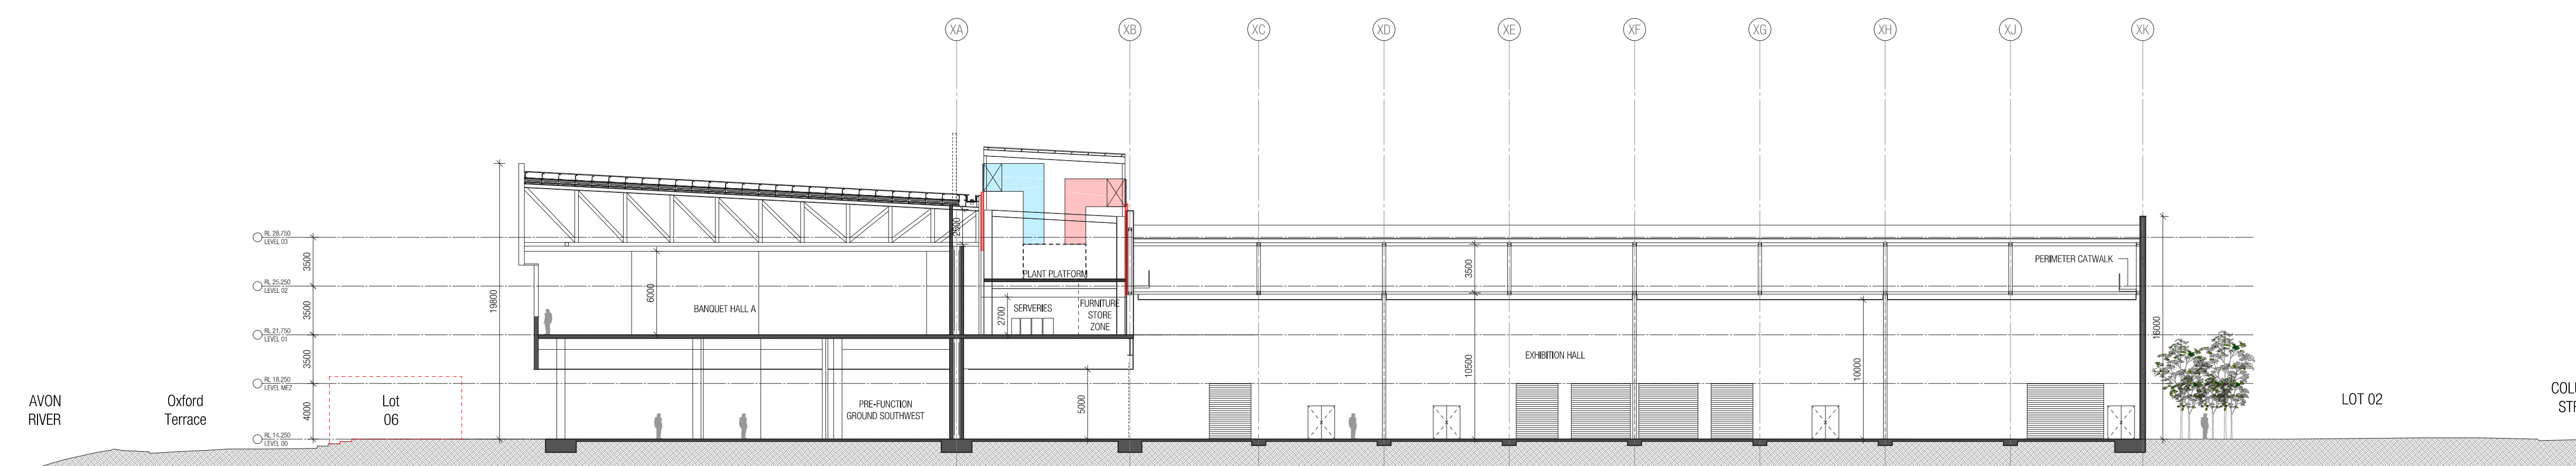 XA
XB
XC
XD
XE
XF
XG
XH
XJ
XK
RL 28,750
LEVEL 03
3500
RL 25,250
LEVEL 02
3500
RL 21,750
LEVEL 01
3500
RL 18,250
LEVEL MEZ
4000
RL 14,250
LEVEL 00
19800
6000
BANQUET HALL A
2500
PLANT PLATFORM
2700
SERVERIES
FURNITURE
STORE
ZONE
3500
PERIMETER CATWALK
16000
10500
EXHIBITION HALL
10000
5000
PRE-FUNCTION
GROUND SOUTHWEST
AVON
RIVER
Oxford
Terrace
Lot
06
LOT 02
COLU
STR